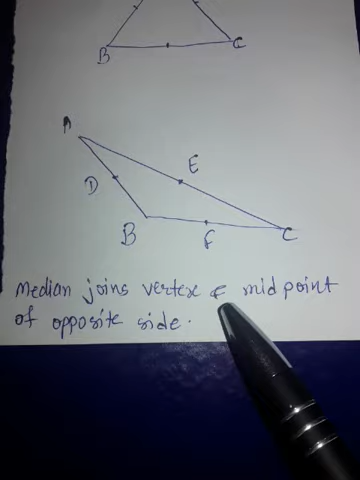 B C
A
E
D
B F C
Median joins vertex & midpoint
of opposite side.